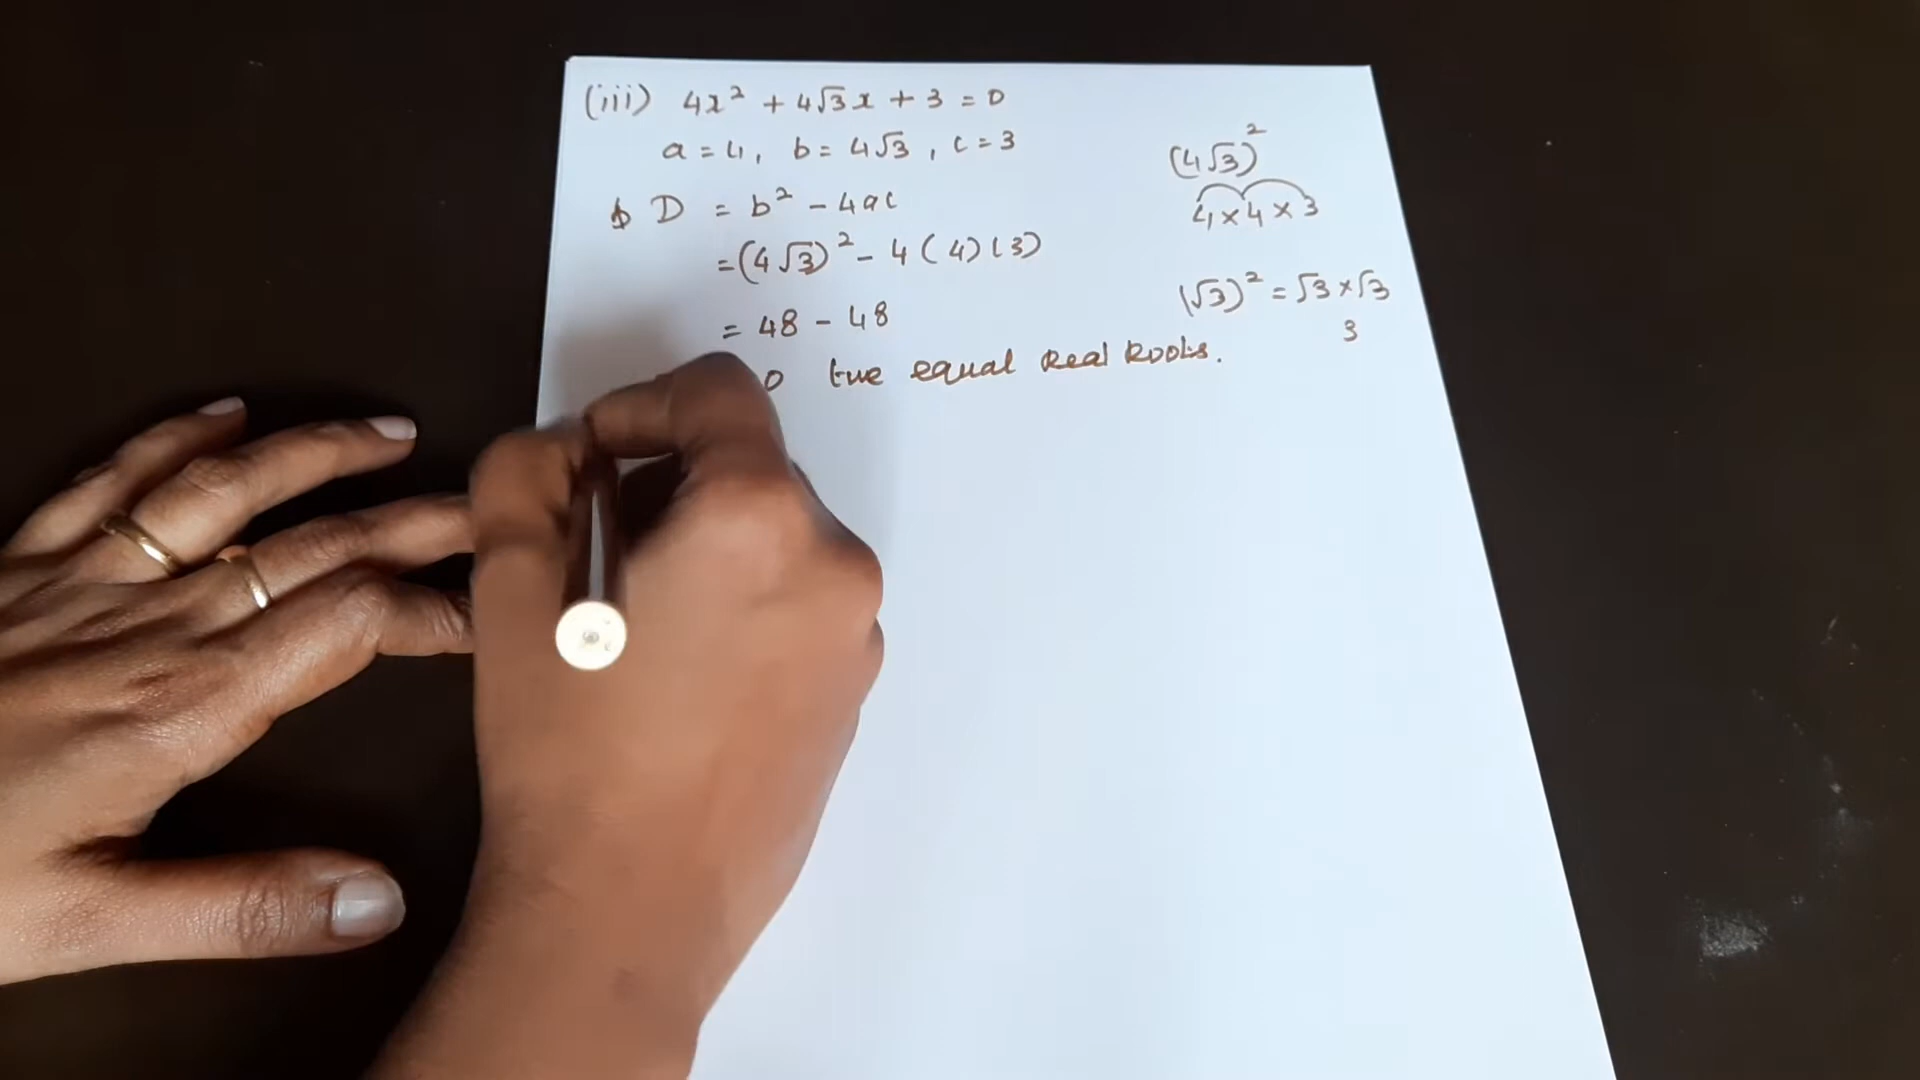 (iii) 4x² + 4√3x + 3 = 0
a = 4, b = 4√3, c = 3
D = b² - 4ac
= (4√3)² - 4(4)(3)
= 48 - 48
0 two equal Real Roots.
(4√3)²
4 × 4 × 3
(√3)² = √3 × √3
3